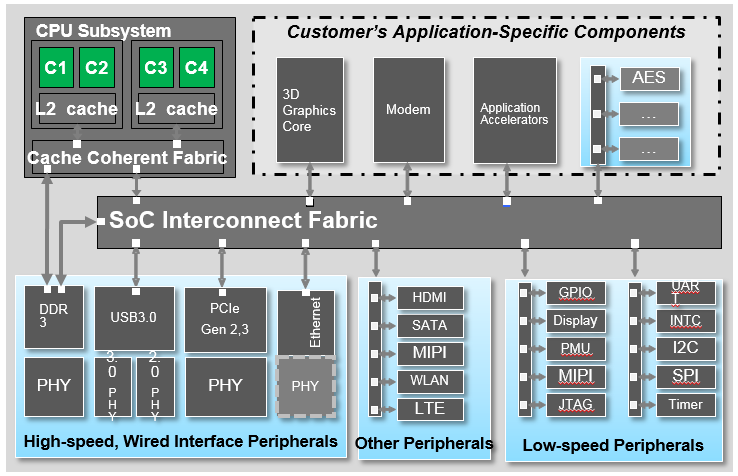 CPU Subsystem
C1
C2
C3
C4
L2 cache
L2 cache
Cache Coherent Fabric
Customer's Application-Specific Components
3D
Graphics
Core
Modem
Application
Accelerators
AES
...
...
SoC Interconnect Fabric
DDR
3
USB3.0
PCIe
Gen 2,3
Ethernet
PHY
3.0 PHY
2.0 PHY
PHY
PHY
High-speed, Wired Interface Peripherals
HDMI
SATA
MIPI
WLAN
LTE
Other Peripherals
GPIO
Display
PMU
MIPI
JTAG
UAR
T
INTC
I2C
SPI
Timer
Low-speed Peripherals